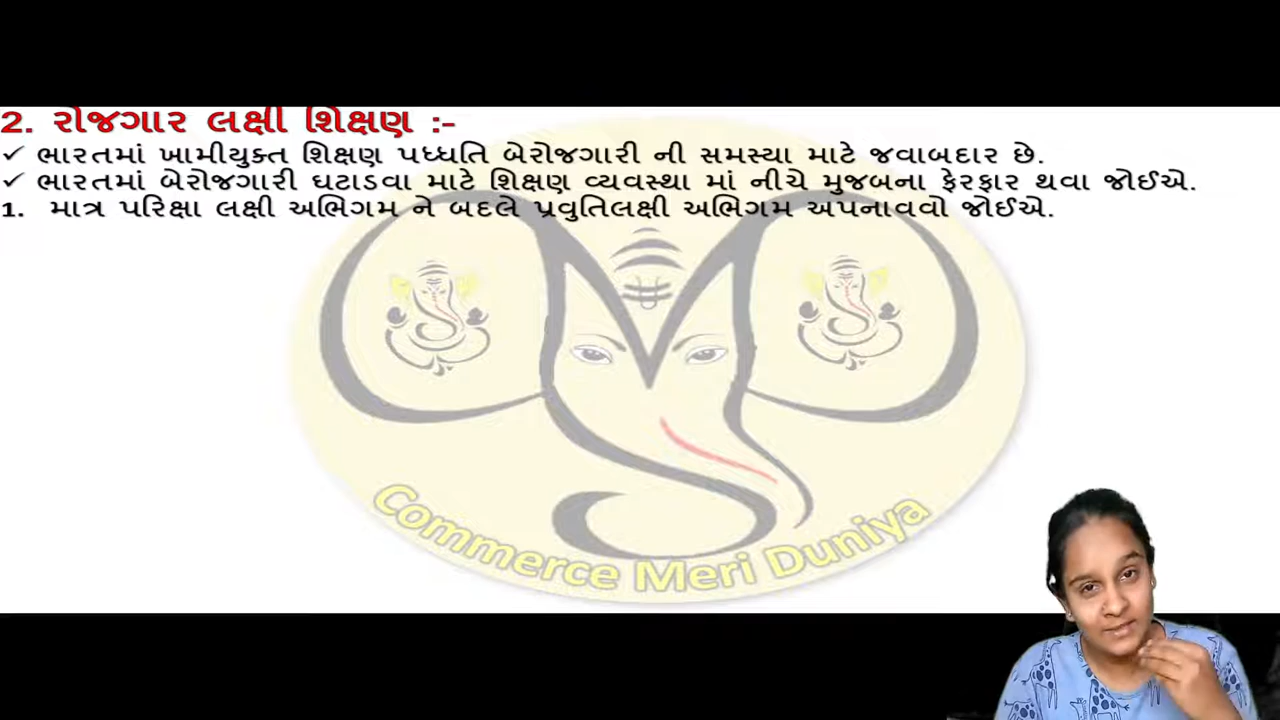 2. રોજગાર લક્ષી શિક્ષણ :-
✓ ભારતમાં ખામીયુક્ત શિક્ષણ પધ્ધતિ બેરોજગારી ની સમસ્યા માટે જવાબદાર છે.
✓ ભારતમાં બેરોજગારી ઘટાડવા માટે શિક્ષણ વ્યવસ્થા માં નીચે મુજબના ફેરફાર થવા જોઈએ.
1. માત્ર પરિક્ષા લક્ષી અભિગમ ને બદલે પ્રવુતિલક્ષી અભિગમ અપનાવવો જોઈએ.
Commerce Meri Duniya